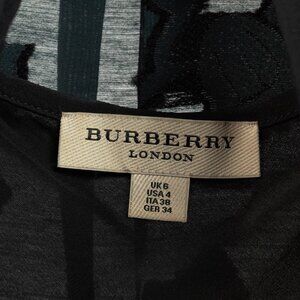 BURBERRY
LONDON
UK 6
USA 4
ITA 38
GER 34